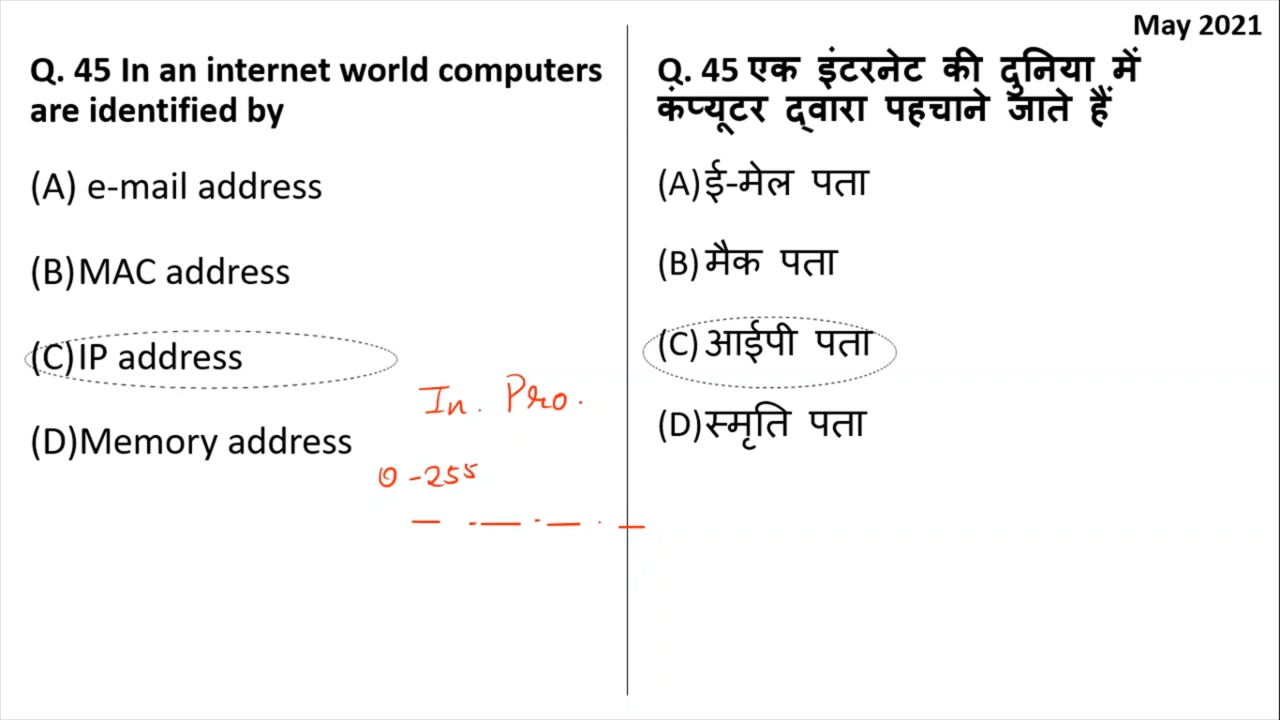 May 2021
Q. 45 In an internet world computers
are identified by
(A) e-mail address
(B) MAC address
(C) IP address
In. Pro.
(D) Memory address
0-255
Q. 45 एक इंटरनेट की दुनिया में
कंप्यूटर द्वारा पहचाने जाते हैं
(A) ई-मेल पता
(B) मैक पता
(C) आईपी पता
(D) स्मृति पता